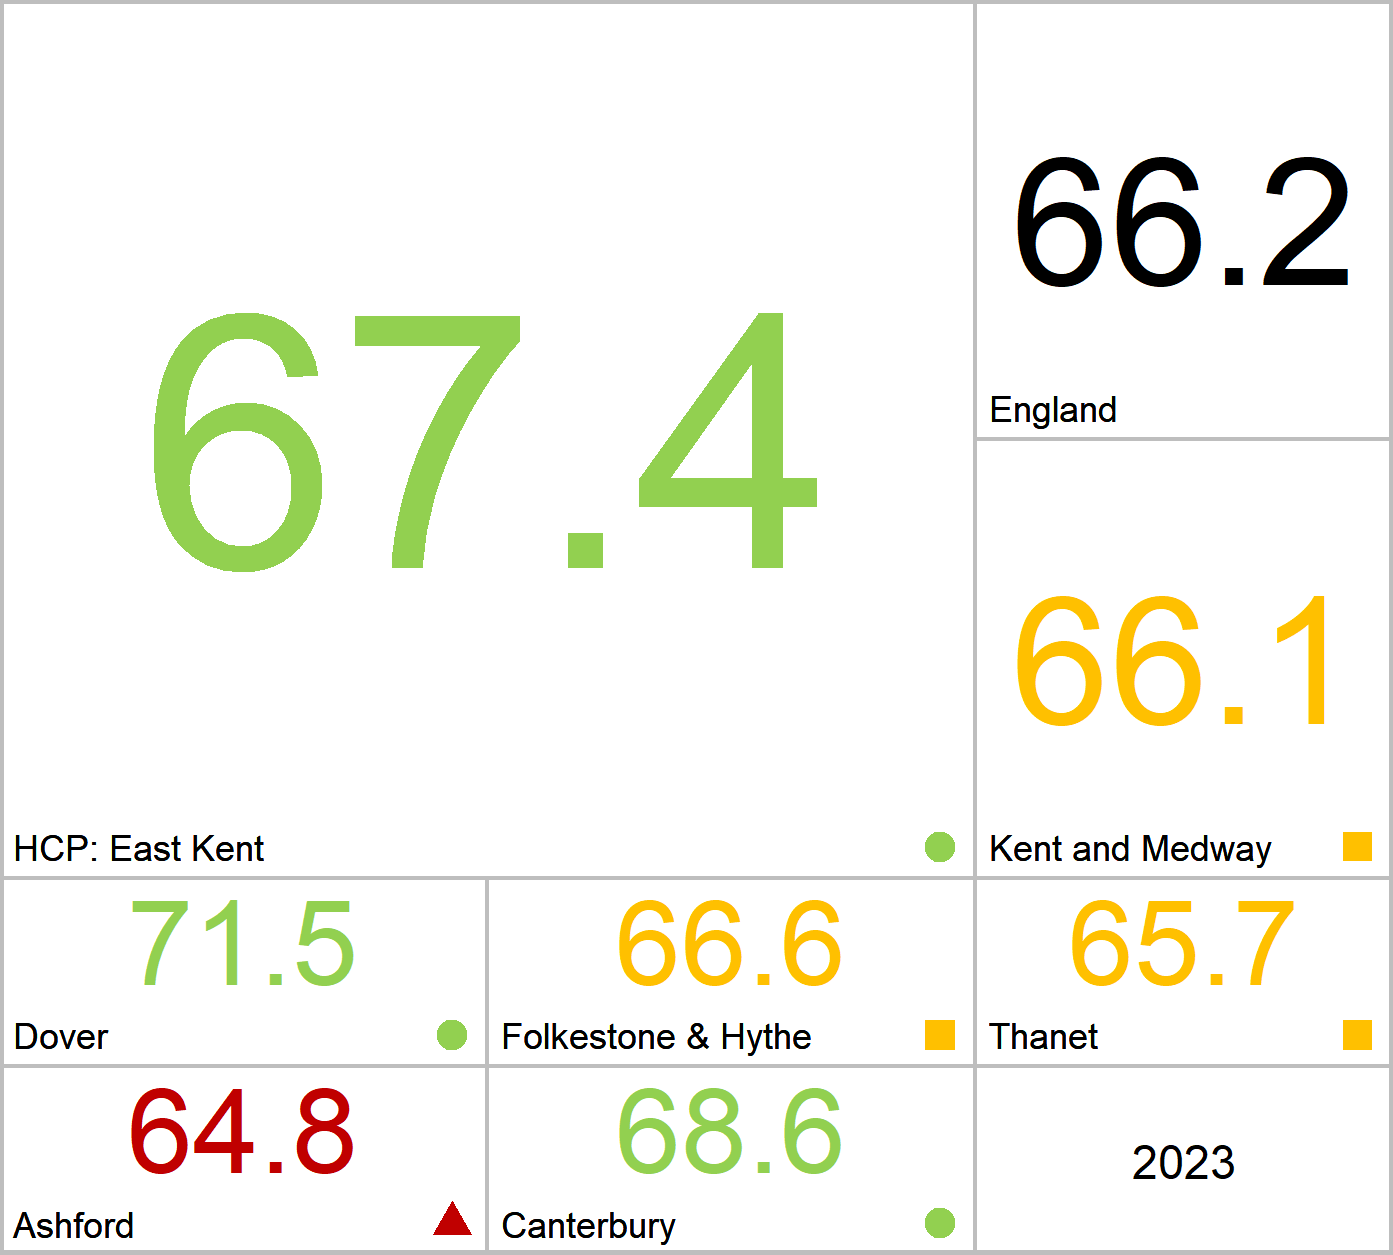 67.4
HCP: East Kent
66.2
England
66.1
Kent and Medway
71.5
Dover
66.6
Folkestone & Hythe
65.7
Thanet
64.8
Ashford
68.6
Canterbury
2023